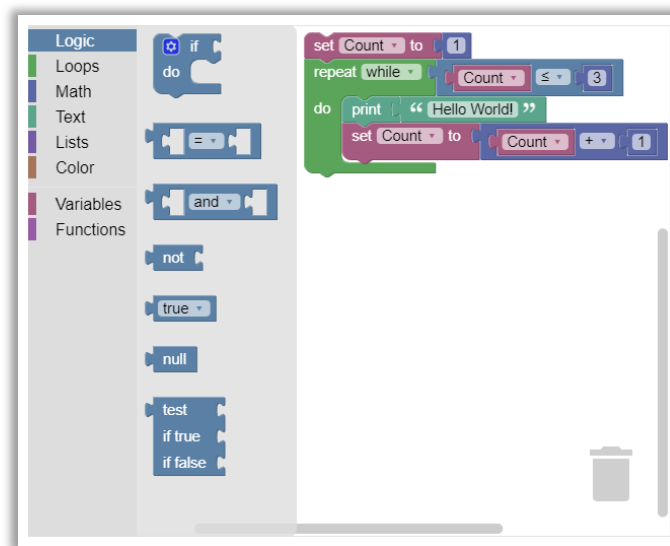 Logic
Loops
Math
Text
Lists
Color
Variables
Functions
if
do
= ▾
and ▾
not
true ▾
null
test
if true
if false
set Count ▾ to 1
repeat while ▾ Count ▾ ≤ ▾ 3
do print “ Hello World! ”
set Count ▾ to Count ▾ + ▾ 1